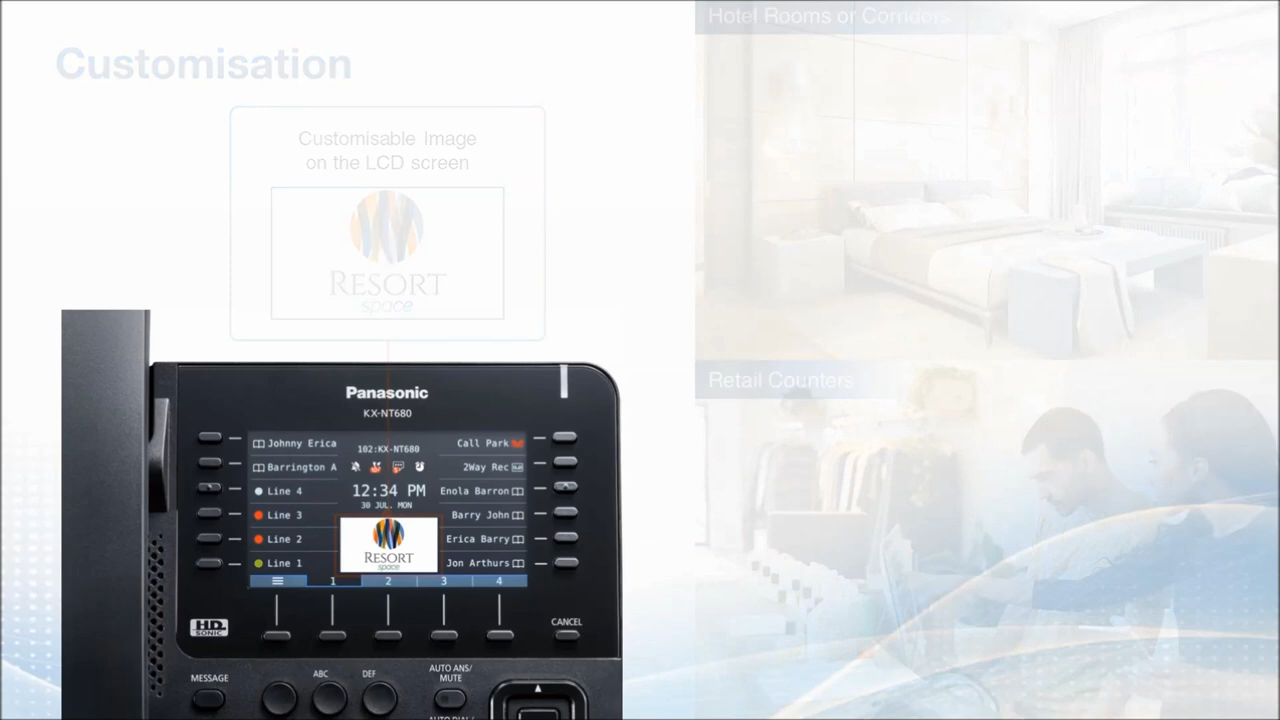 Customisation
Customisable Image
on the LCD screen
RESORT
space
Hotel Rooms or Corridors
Retail Counters
Panasonic
KX-NT680
Johnny Erica
102:KX-NT680
Call Park
Barrington A
2Way Rec
Line 4
12:34 PM
Enola Barron
30 JUL. MON
Line 3
Barry John
Line 2
RESORT
space
Erica Barry
Line 1
Jon Arthurs
1 2 3 4
HD
SONIC
CANCEL
MESSAGE
ABC
DEF
AUTO ANS/
MUTE
AUTO DIAL/